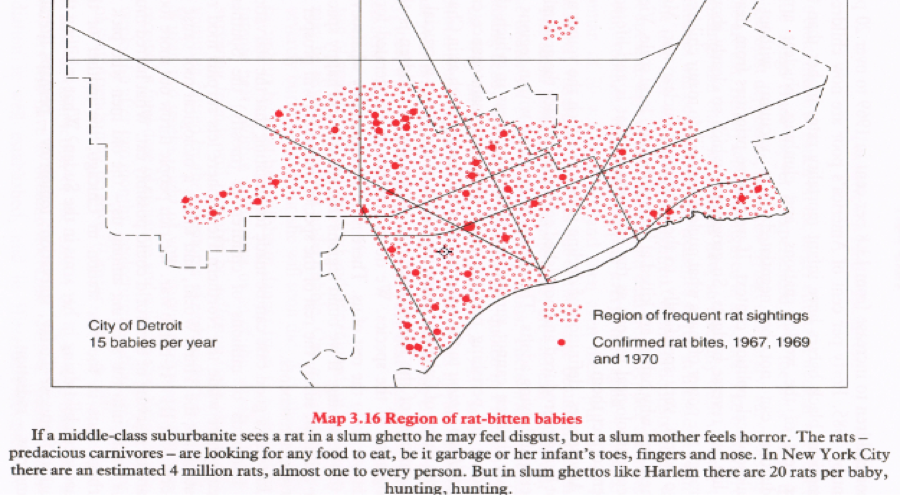 City of Detroit
15 babies per year
Region of frequent rat sightings
Confirmed rat bites, 1967, 1969
and 1970
Map 3.16 Region of rat-bitten babies
If a middle-class suburbanite sees a rat in a slum ghetto he may feel disgust, but a slum mother feels horror. The rats –
predacious carnivores – are looking for any food to eat, be it garbage or her infant's toes, fingers and nose. In New York City
there are an estimated 4 million rats, almost one to every person. But in slum ghettos like Harlem there are 20 rats per baby,
hunting, hunting.